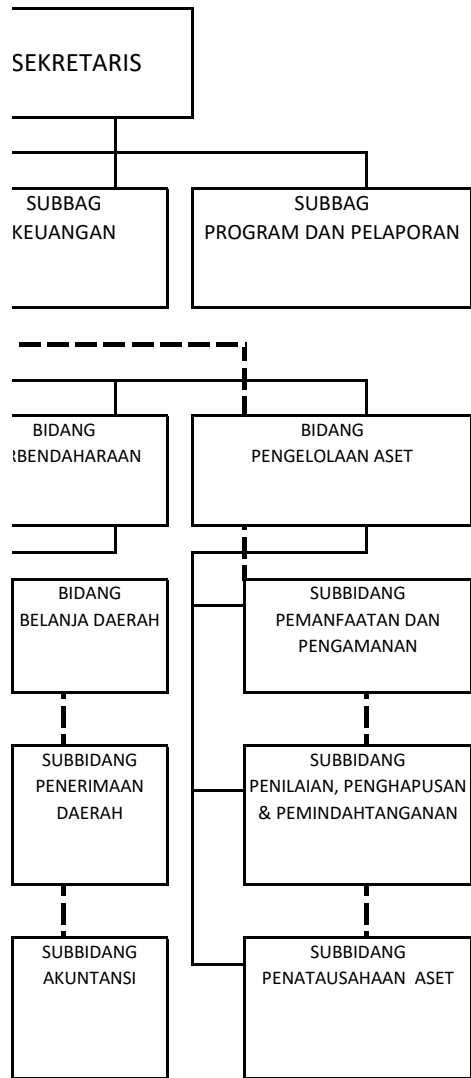 SEKRETARIS
SUBBAG
KEUANGAN
SUBBAG
PROGRAM DAN PELAPORAN
BIDANG
RBENDAHARAAN
BIDANG
PENGELOLAAN ASET
BIDANG
BELANJA DAERAH
SUBBIDANG
PEMANFAATAN DAN
PENGAMANAN
SUBBIDANG
PENERIMAAN
DAERAH
SUBBIDANG
PENILAIAN, PENGHAPUSAN
& PEMINDAHTANGANAN
SUBBIDANG
AKUNTANSI
SUBBIDANG
PENATAUSAHAAN ASET